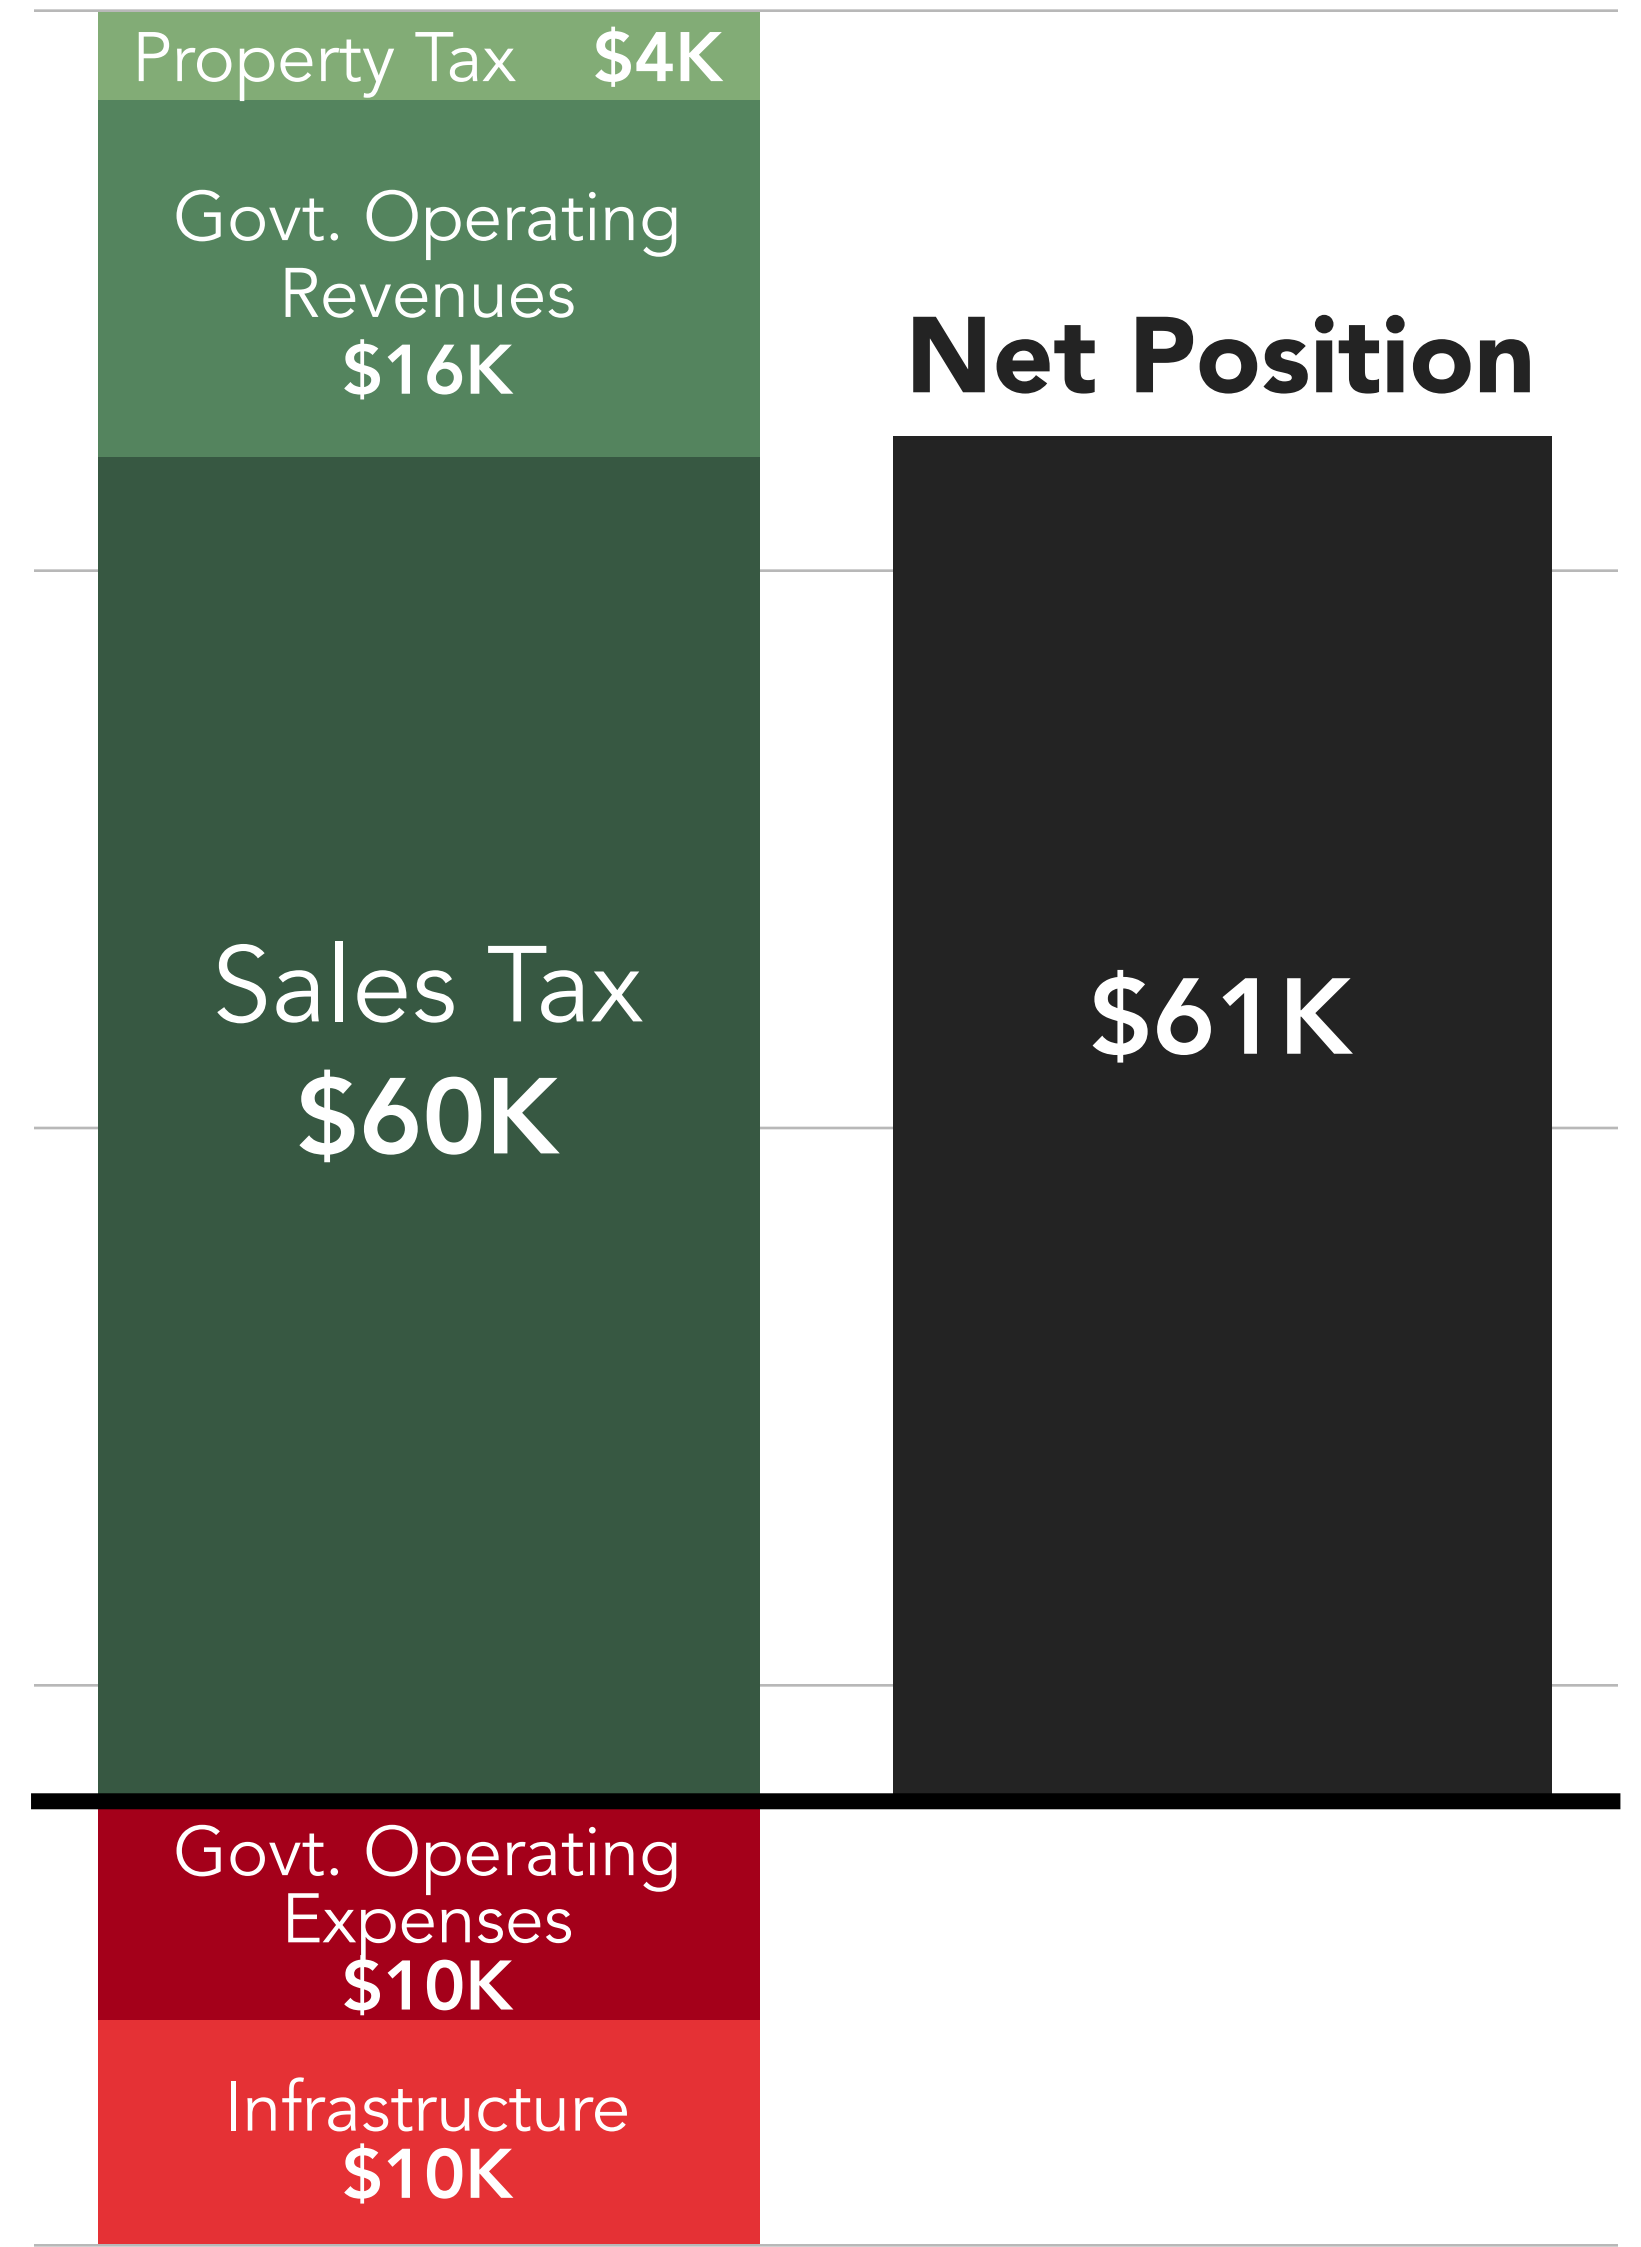 Property Tax $4K
Govt. Operating
Revenues
$16K
Sales Tax
$60K
Govt. Operating
Expenses
$10K
Infrastructure
$10K
Net Position
$61K